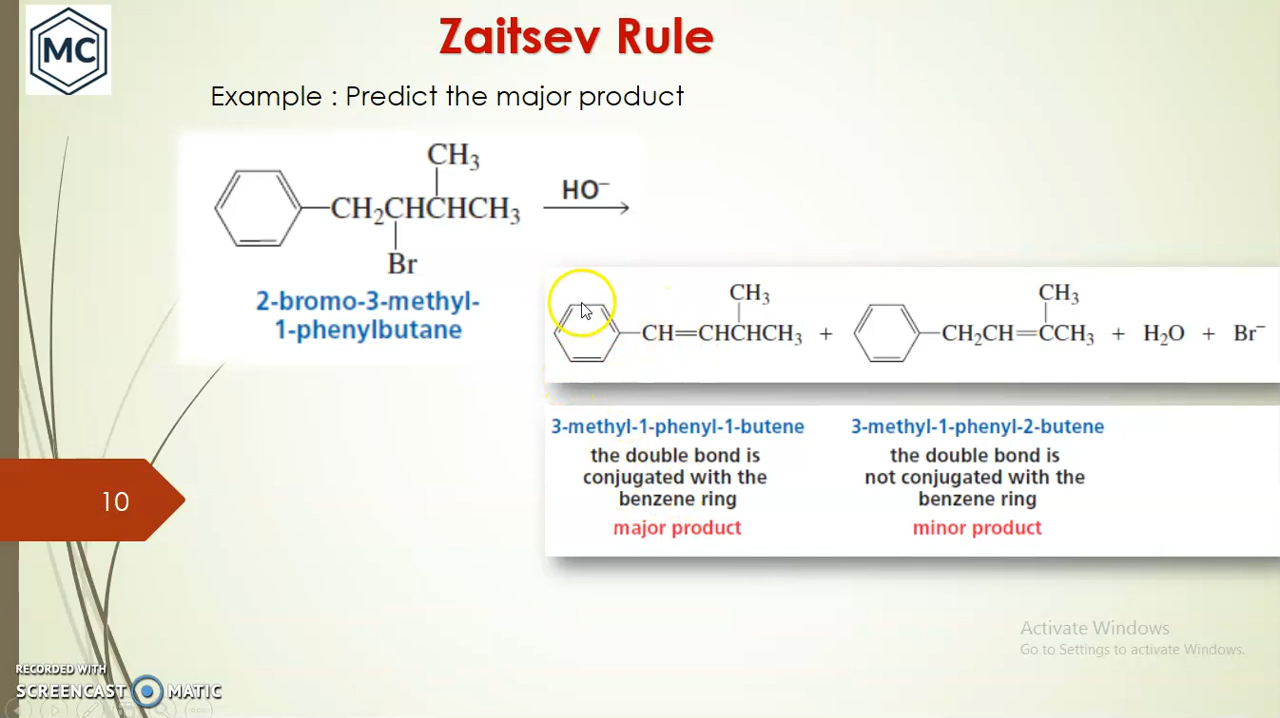 MC
Zaitsev Rule
Example : Predict the major product
CH₃
CH₂CHCHCH₃
Br
HO⁻
2-bromo-3-methyl-
1-phenylbutane
CH₃
CH=CHCHCH₃ +
CH₃
CH₂CH=CCH₃ + H₂O + Br⁻
3-methyl-1-phenyl-1-butene
the double bond is
conjugated with the
benzene ring
major product
3-methyl-1-phenyl-2-butene
the double bond is
not conjugated with the
benzene ring
minor product
10
Activate Windows
Go to Settings to activate Windows.
RECORDED WITH
SCREENCAST MATIC